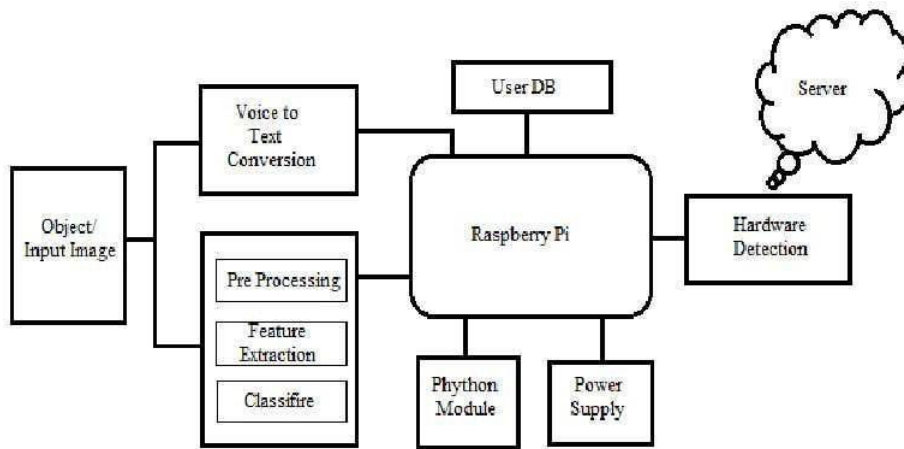 Object/
Input Image
Voice to
Text
Conversion
Pre Processing
Feature
Extraction
Classifire
User DB
Raspberry Pi
Phython
Module
Power
Supply
Hardware
Detection
Server